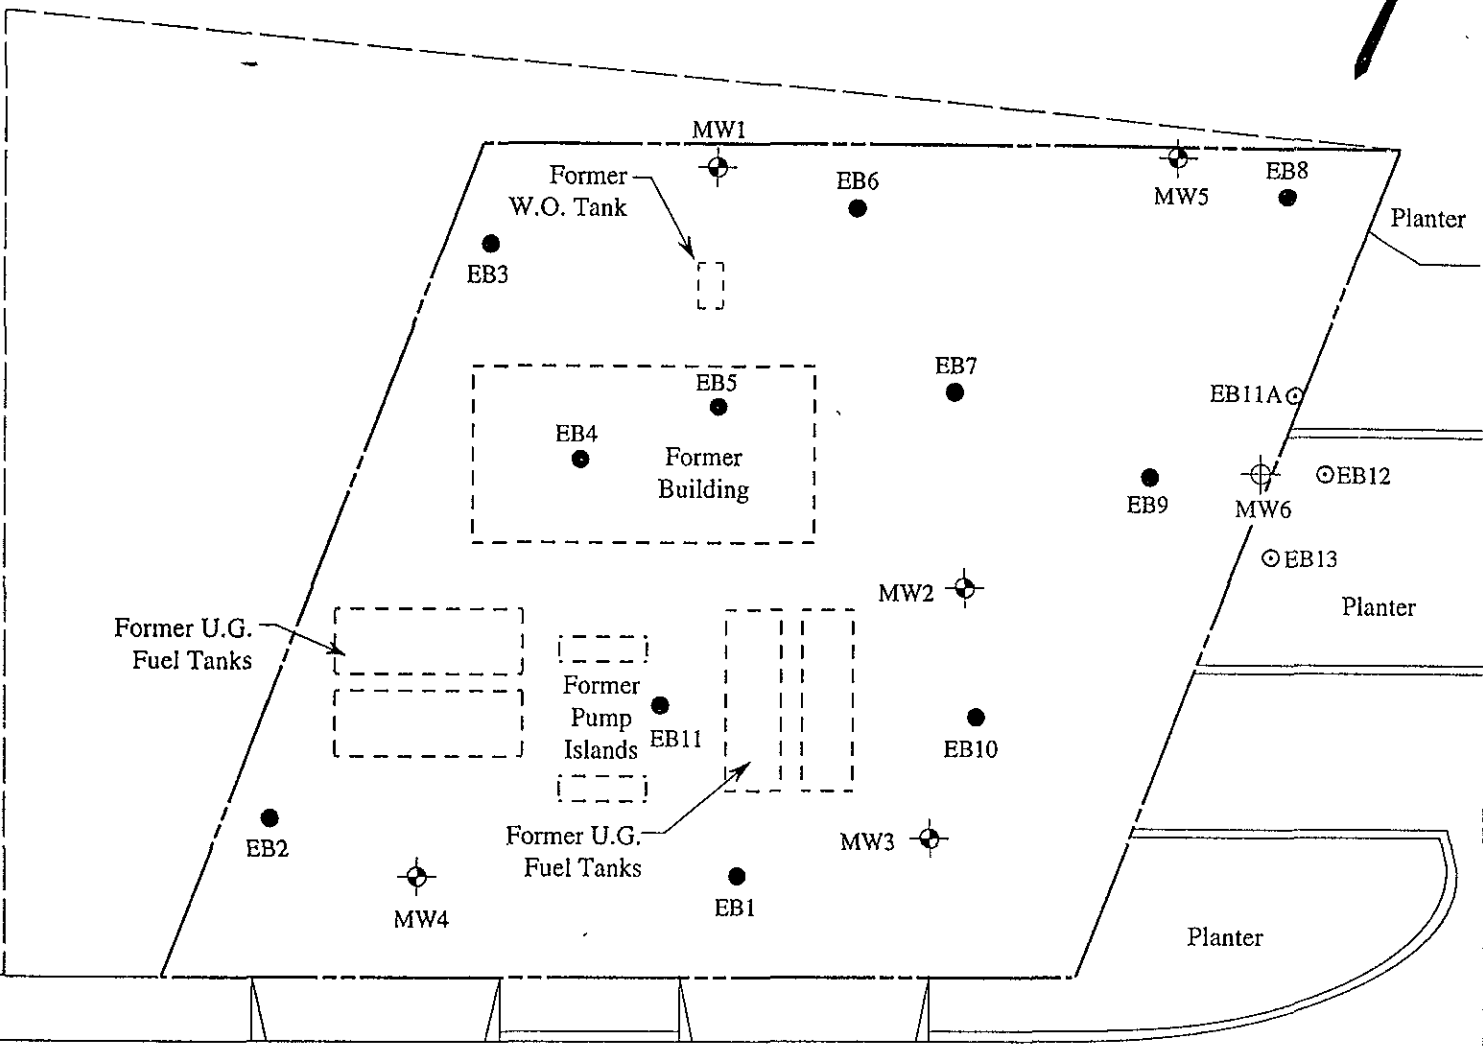 MW1
Former
W.O. Tank
EB6
MW5
EB8
Planter
EB3
EB7
EB5
EB11A
EB4
Former
Building
EB9
MW6
EB12
EB13
MW2
Planter
Former U.G.
Fuel Tanks
Former
Pump
Islands
EB11
EB10
EB2
Former U.G.
Fuel Tanks
MW3
MW4
EB1
Planter